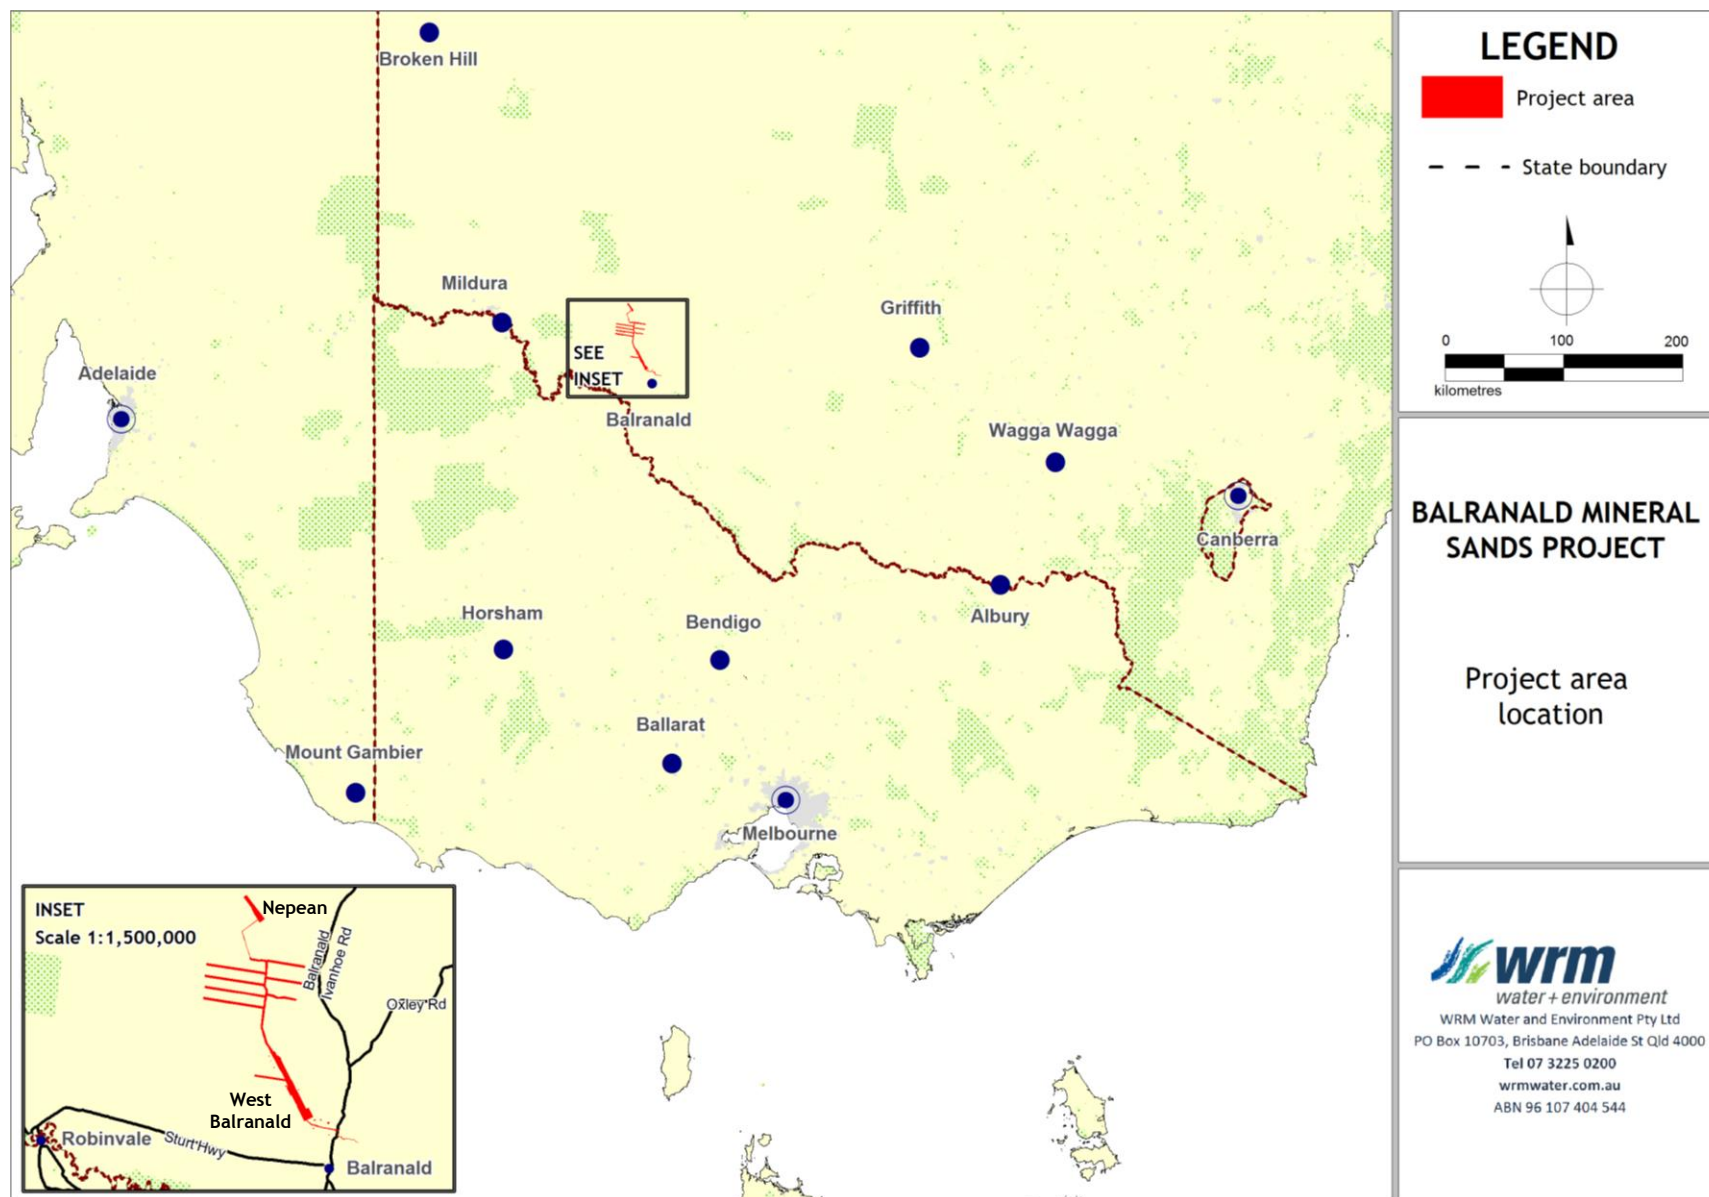 Broken Hill
Mildura
Griffith
SEE
INSET
Adelaide
Balranald
Wagga Wagga
Canberra
Horsham
Bendigo
Albury
Ballarat
Mount Gambier
Melbourne
INSET
Scale 1:1,500,000
Nepean
Balranald
Ivanhoe Rd
Oxley Rd
West
Balranald
Robinvale
Sturt Hwy
Balranald
LEGEND
Project area
State boundary
0 100 200
kilometres
BALRANALD MINERAL
SANDS PROJECT
Project area
location
wrm
water + environment
WRM Water and Environment Pty Ltd
PO Box 10703, Brisbane Adelaide St Qld 4000
Tel 07 3225 0200
wrmwater.com.au
ABN 96 107 404 544